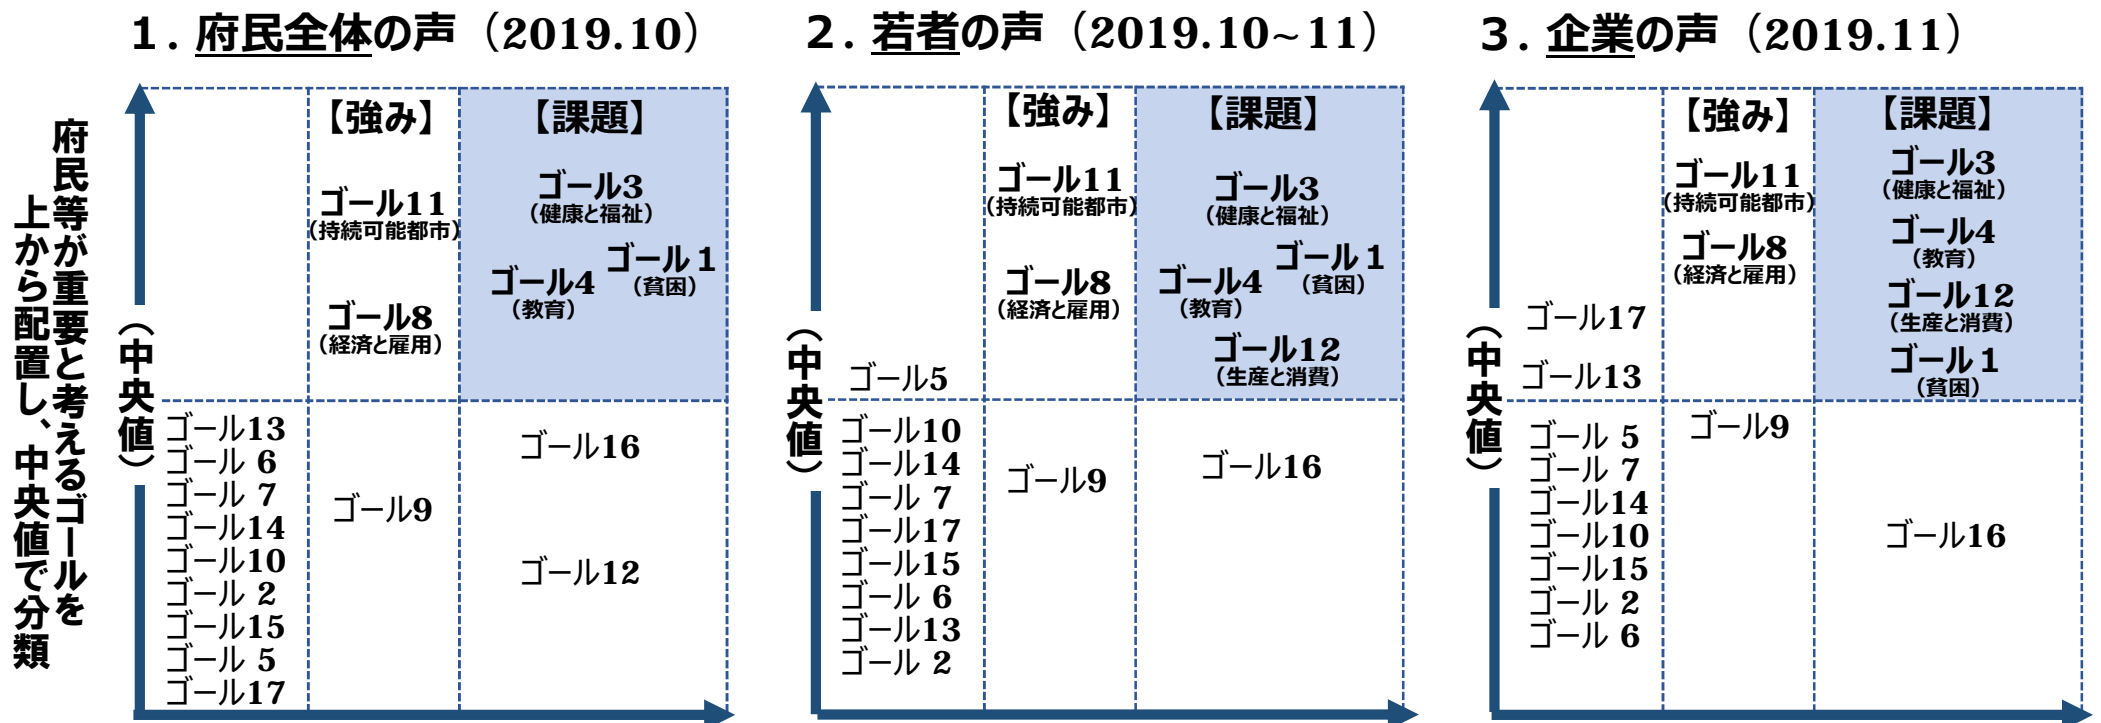 1．府民全体の声（2019.10）
府民等が重要と考えるゴールを
上から配置し、中央値で分類
（中央値）
【強み】
【課題】
ゴール11
（持続可能都市）
ゴール8
（経済と雇用）
ゴール3
（健康と福祉）
ゴール1
（貧困）
ゴール4
（教育）
ゴール13
ゴール 6
ゴール 7
ゴール14
ゴール10
ゴール 2
ゴール15
ゴール 5
ゴール17
ゴール9
ゴール16
ゴール12
2．若者の声（2019.10~11）
（中央値）
【強み】
【課題】
ゴール5
ゴール11
（持続可能都市）
ゴール8
（経済と雇用）
ゴール3
（健康と福祉）
ゴール1
（貧困）
ゴール4
（教育）
ゴール12
（生産と消費）
ゴール10
ゴール14
ゴール 7
ゴール17
ゴール15
ゴール 6
ゴール13
ゴール 2
ゴール9
ゴール16
3．企業の声（2019.11）
（中央値）
【強み】
【課題】
ゴール17
ゴール13
ゴール11
（持続可能都市）
ゴール8
（経済と雇用）
ゴール3
（健康と福祉）
ゴール4
（教育）
ゴール12
（生産と消費）
ゴール1
（貧困）
ゴール 5
ゴール 7
ゴール14
ゴール10
ゴール15
ゴール 2
ゴール 6
ゴール9
ゴール16